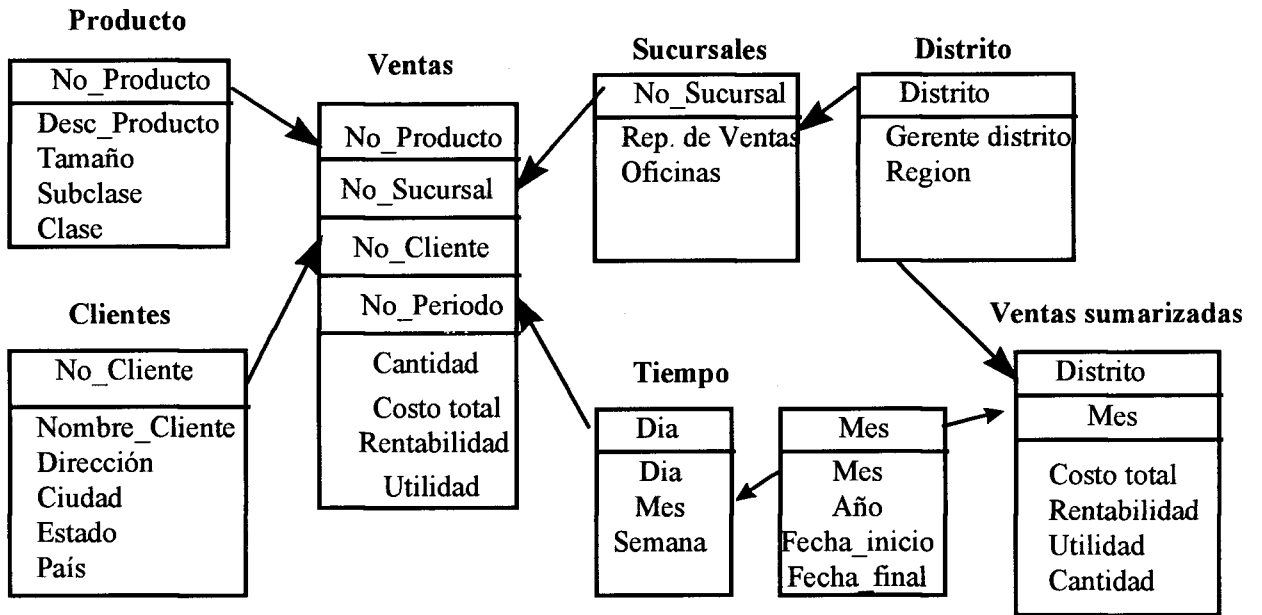 Producto
No_Producto
Desc_Producto
Tamaño
Subclase
Clase
Clientes
No_Cliente
Nombre_Cliente
Dirección
Ciudad
Estado
País
Ventas
No_Producto
No_Sucursal
No_Cliente
No_Periodo
Cantidad
Costo total
Rentabilidad
Utilidad
Sucursales
No_Sucursal
Rep. de Ventas
Oficinas
Distrito
Distrito
Gerente distrito
Region
Tiempo
Dia
Dia
Mes
Semana
Mes
Mes
Año
Fecha_inicio
Fecha_final
Ventas sumarizadas
Distrito
Mes
Costo total
Rentabilidad
Utilidad
Cantidad